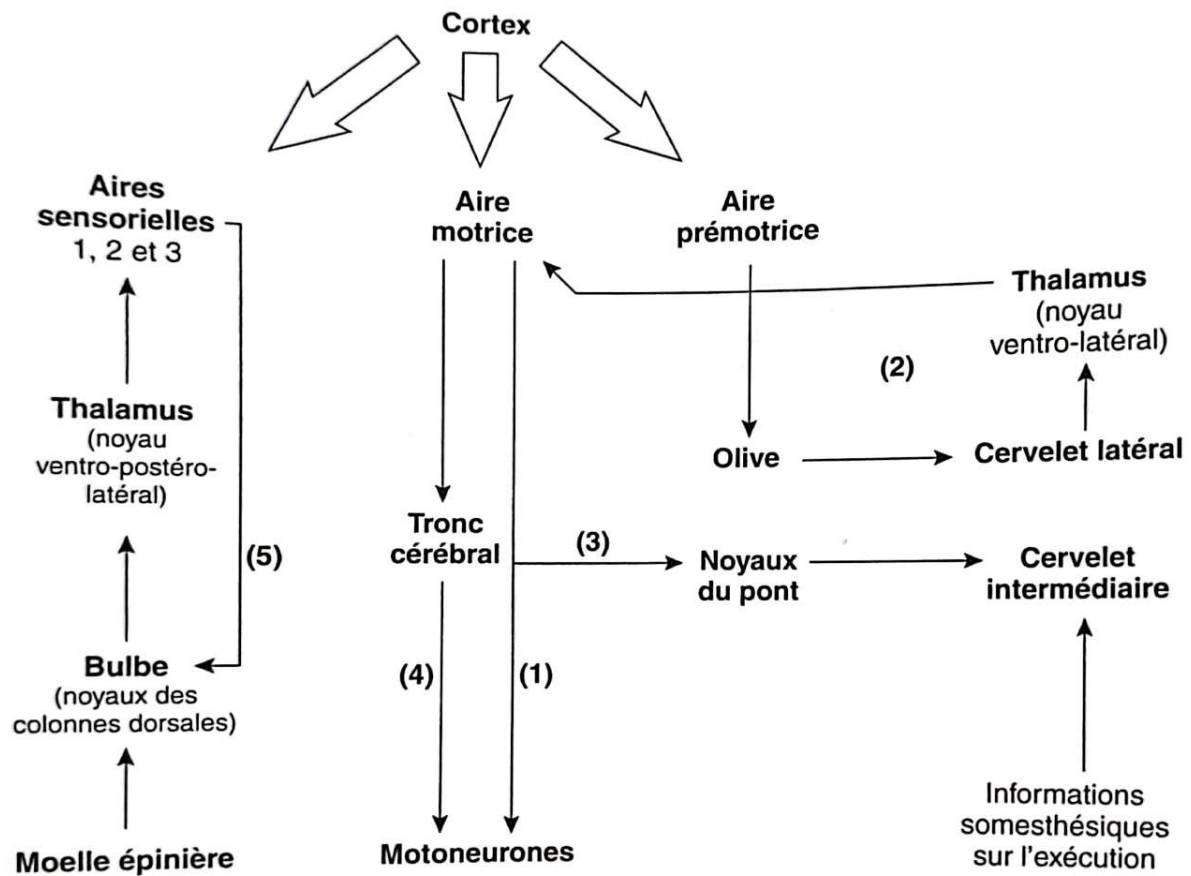 Cortex
Aires
sensorielles
1, 2 et 3
Aire
motrice
Aire
prémotrice
Thalamus
(noyau
ventro-latéral)
(2)
Thalamus
(noyau
ventro-postéro-
latéral)
Olive
Cervelet latéral
Tronc
cérébral
(3)
(5)
Noyaux
du pont
Cervelet
intermédiaire
Bulbe
(noyaux des
colonnes dorsales)
(4)
(1)
Informations
somesthésiques
sur l'exécution
Moelle épinière
Motoneurones